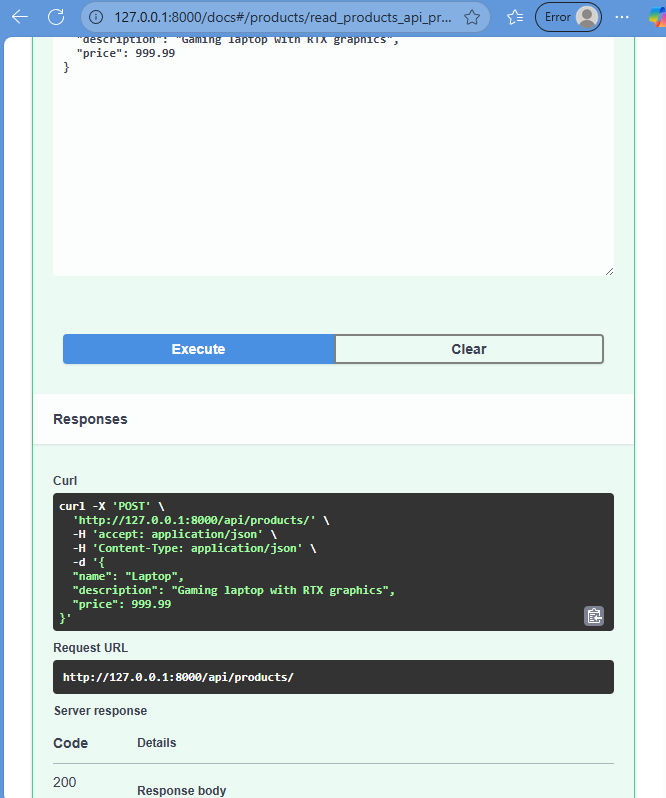 127.0.0.1:8000/docs#/products/read_products_api_pr...
Error
"description": "Gaming laptop with RTX graphics",
"price": 999.99
}
Execute
Clear
Responses
Curl
curl -X 'POST' \
'http://127.0.0.1:8000/api/products/' \
-H 'accept: application/json' \
-H 'Content-Type: application/json' \
-d '{
"name": "Laptop",
"description": "Gaming laptop with RTX graphics",
"price": 999.99
}'
Request URL
http://127.0.0.1:8000/api/products/
Server response
Code
Details
200
Response body